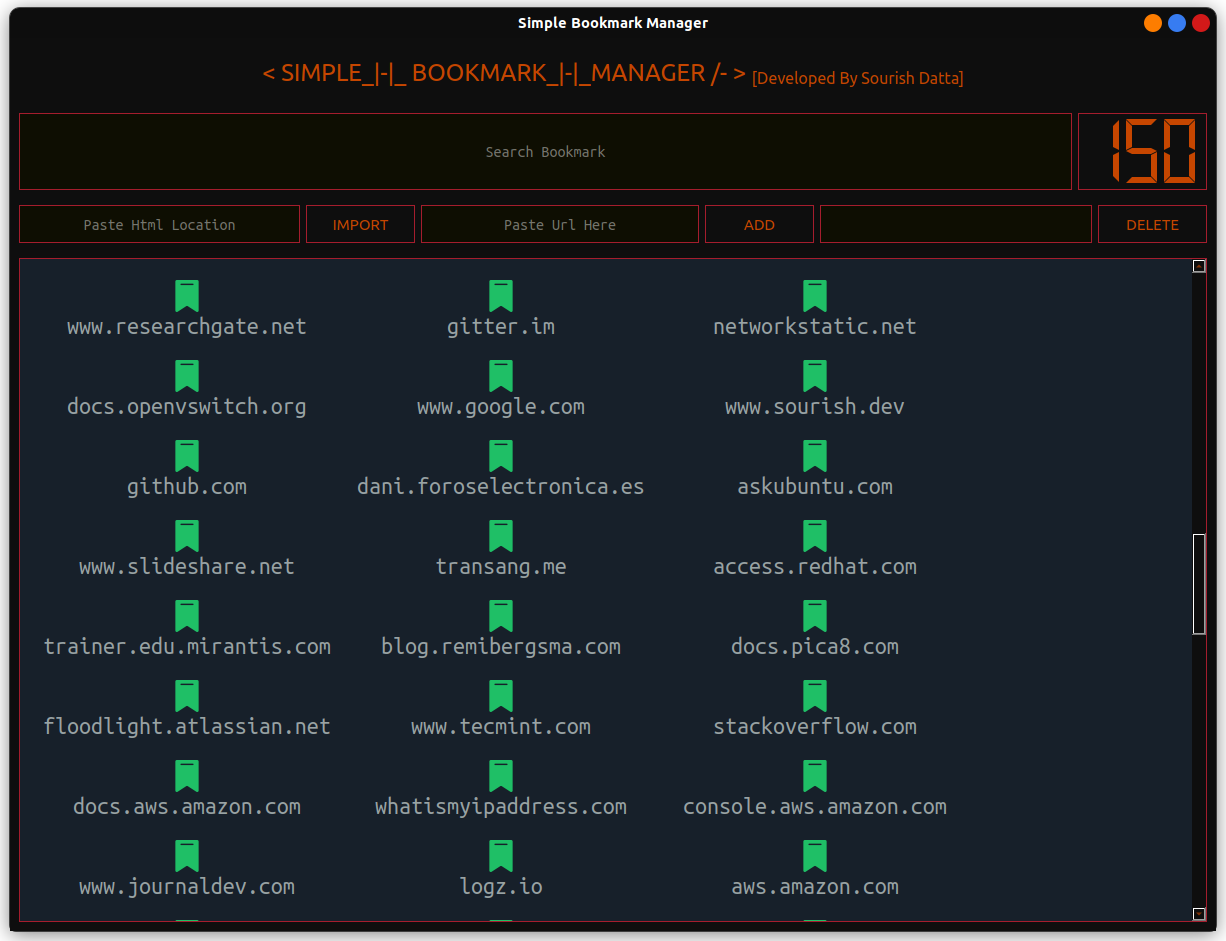 Simple Bookmark Manager
< SIMPLE_|-|_ BOOKMARK_|-|_MANAGER /- > [Developed By Sourish Datta]
Search Bookmark 150
Paste Html Location IMPORT Paste Url Here ADD DELETE
www.researchgate.net gitter.im networkstatic.net
docs.openvswitch.org www.google.com www.sourish.dev
github.com dani.foroselectronica.es askubuntu.com
www.slideshare.net transang.me access.redhat.com
trainer.edu.mirantis.com blog.remibergsma.com docs.pica8.com
floodlight.atlassian.net www.tecmint.com stackoverflow.com
docs.aws.amazon.com whatismyipaddress.com console.aws.amazon.com
www.journaldev.com logz.io aws.amazon.com